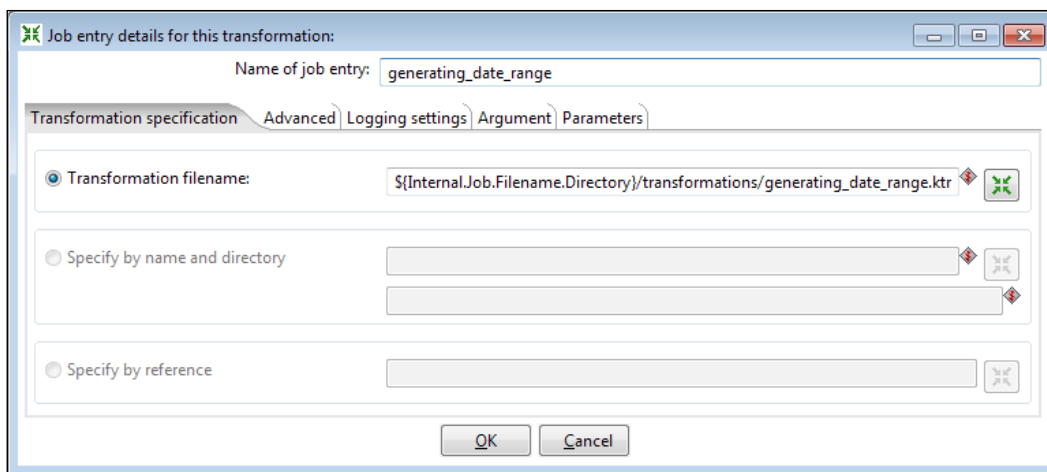 Job entry details for this transformation:
Name of job entry: generating_date_range
Transformation specification Advanced Logging settings Argument Parameters
Transformation filename: ${Internal.Job.Filename.Directory}/transformations/generating_date_range.ktr
Specify by name and directory
Specify by reference
OK Cancel